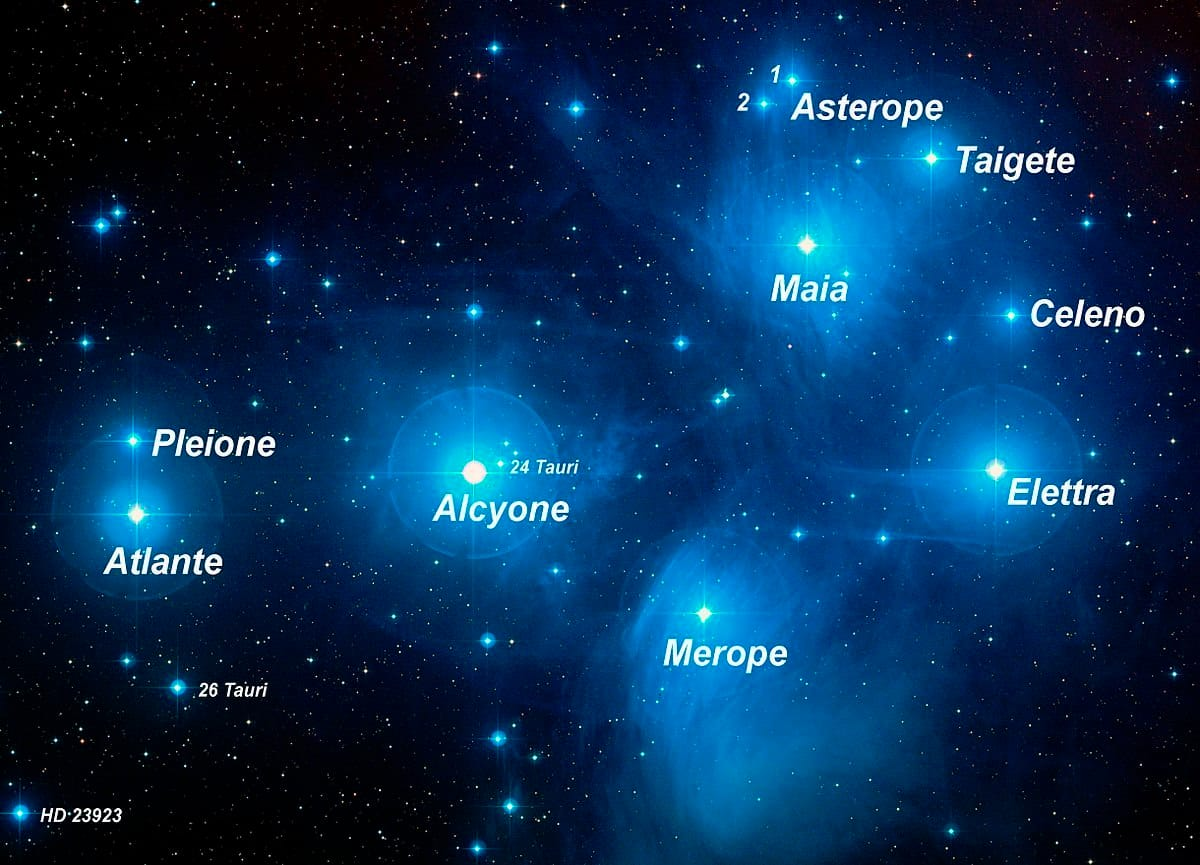 1
2
Asterope
Taigete
Maia
Celeno
Pleione
24 Tauri
Elettra
Alcyone
Atlante
Merope
26 Tauri
HD 23923